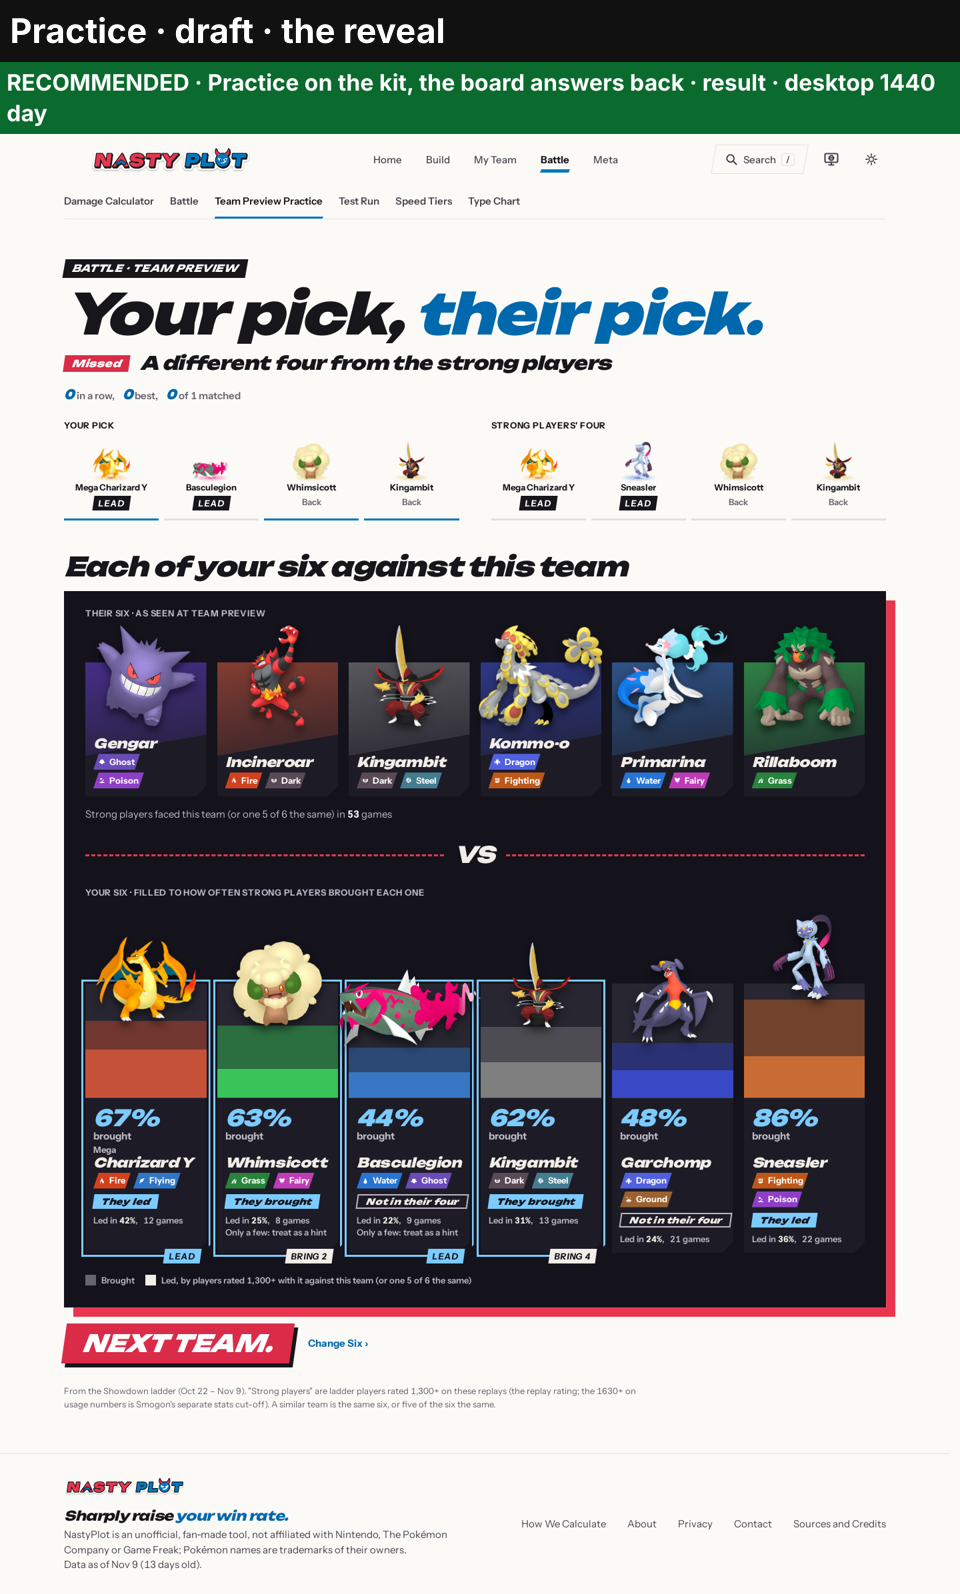 Practice · draft · the reveal
RECOMMENDED · Practice on the kit, the board answers back · result · desktop 1440
day
NASTY PLOT
Home Build My Team Battle Meta
Search /
Damage Calculator Battle Team Preview Practice Test Run Speed Tiers Type Chart
BATTLE · TEAM PREVIEW
Your pick, their pick.
Missed A different four from the strong players
0 in a row, 0 best, 0 of 1 matched
YOUR PICK
STRONG PLAYERS' FOUR
Mega Charizard Y Basculegion Whimsicott Kingambit
LEAD LEAD Back Back
Mega Charizard Y Sneasler Whimsicott Kingambit
LEAD LEAD Back Back
Each of your six against this team
THEIR SIX · AS SEEN AT TEAM PREVIEW
Gengar
Ghost
Poison
Incineroar
Fire Dark
Kingambit
Dark Steel
Kommo-o
Dragon
Fighting
Primarina
Water Fairy
Rillaboom
Grass
Strong players faced this team (or one 5 of 6 the same) in 53 games
VS
YOUR SIX · FILLED TO HOW OFTEN STRONG PLAYERS BROUGHT EACH ONE
67%
brought
Mega
Charizard Y
Fire Flying
They led
Led in 42%, 12 games
LEAD
63%
brought
Whimsicott
Grass Fairy
They brought
Led in 25%, 8 games
Only a few: treat as a hint
BRING 2
44%
brought
Basculegion
Water Ghost
Not in their four
Led in 22%, 9 games
Only a few: treat as a hint
LEAD
62%
brought
Kingambit
Dark Steel
They brought
Led in 31%, 13 games
BRING 4
48%
brought
Garchomp
Dragon
Ground
Not in their four
Led in 24%, 21 games
86%
brought
Sneasler
Fighting
Poison
They led
Led in 36%, 22 games
Brought Led, by players rated 1,300+ with it against this team (or one 5 of 6 the same)
NEXT TEAM.
Change Six ›
From the Showdown ladder (Oct 22 – Nov 9). "Strong players" are ladder players rated 1,300+ on these replays (the replay rating; the 1630+ on
usage numbers is Smogon's separate stats cut-off). A similar team is the same six, or five of the six the same.
NASTY PLOT
Sharply raise your win rate.
NastyPlot is an unofficial, fan-made tool, not affiliated with Nintendo, The Pokémon
Company or Game Freak; Pokémon names are trademarks of their owners.
Data as of Nov 9 (13 days old).
How We Calculate About Privacy Contact Sources and Credits